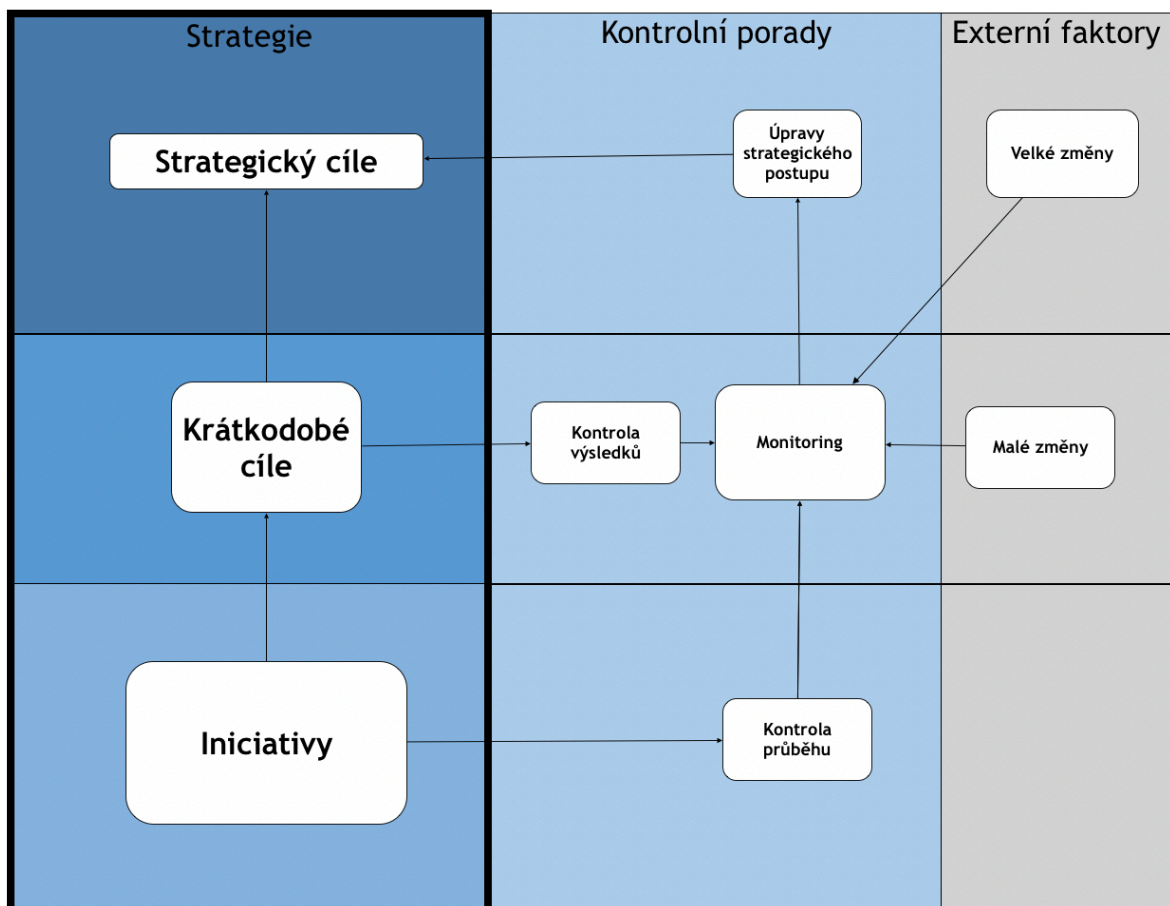 Strategie
Kontrolní porady
Externí faktory
Strategický cíle
Úpravy
strategického
postupu
Velké změny
Krátkodobé
cíle
Kontrola
výsledků
Monitoring
Malé změny
Iniciativy
Kontrola
průběhu